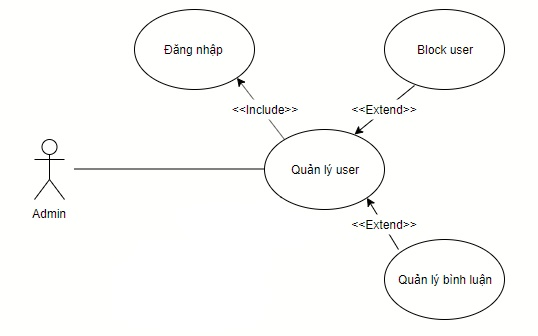 Đăng nhập
Block user
<<Include>>
<<Extend>>
Quản lý user
Admin
<<Extend>>
Quản lý bình luận